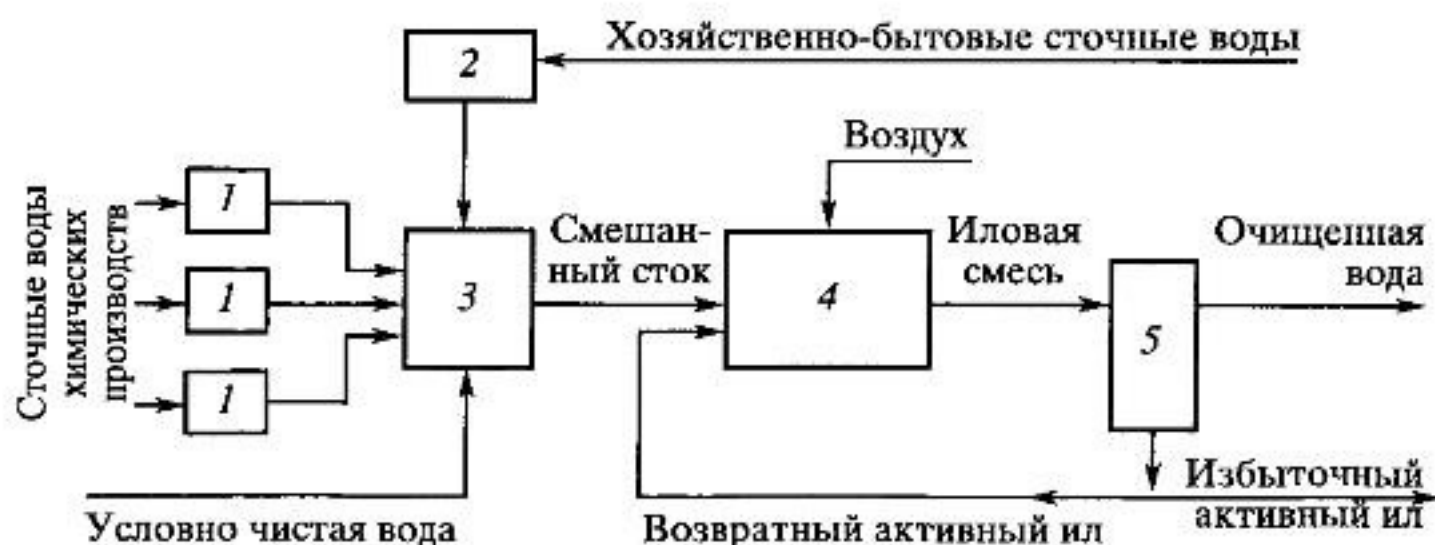 Хозяйственно-бытовые сточные воды
2
Воздух
Сточные воды
химических
производств
1
1
1
3
Смешан-
ный сток
4
Иловая
смесь
5
Очищенная
вода
Условно чистая вода
Возвратный активный ил
Избыточный
активный ил